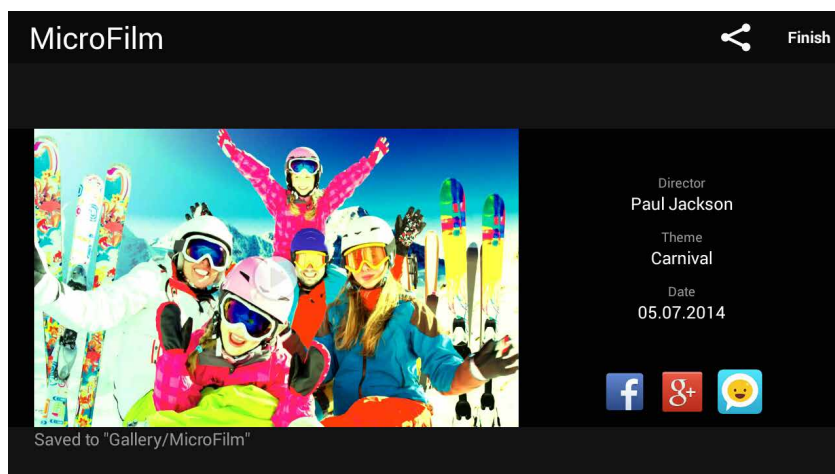 MicroFilm
Finish
Director
Paul Jackson
Theme
Carnival
Date
05.07.2014
f
g+
Saved to "Gallery/MicroFilm"